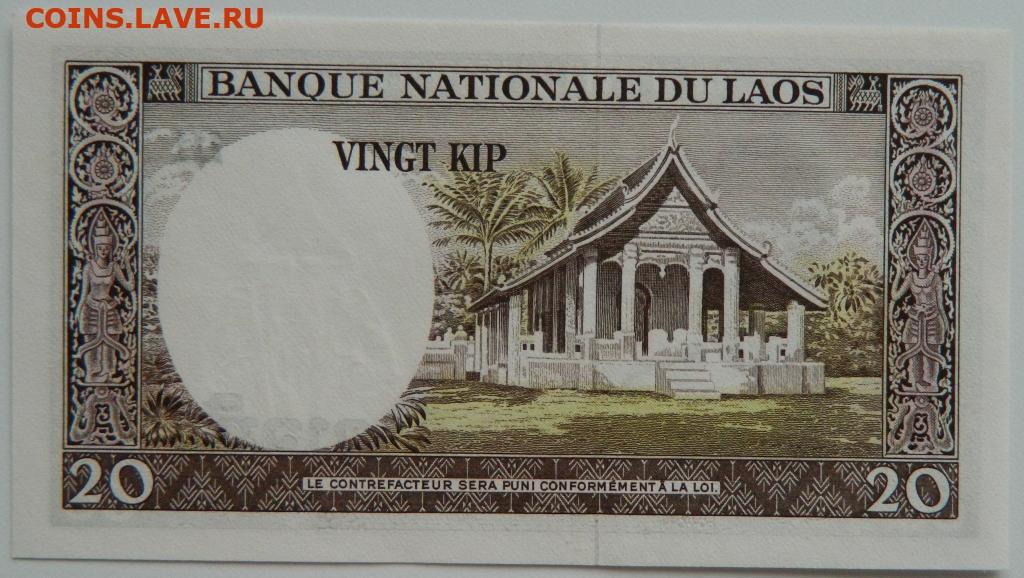 COINS.LAVE.RU
BANQUE NATIONALE DU LAOS
VINGT KIP
20
LE CONTREFACTEUR SERA PUNI CONFORMÉMENT À LA LOI.
20